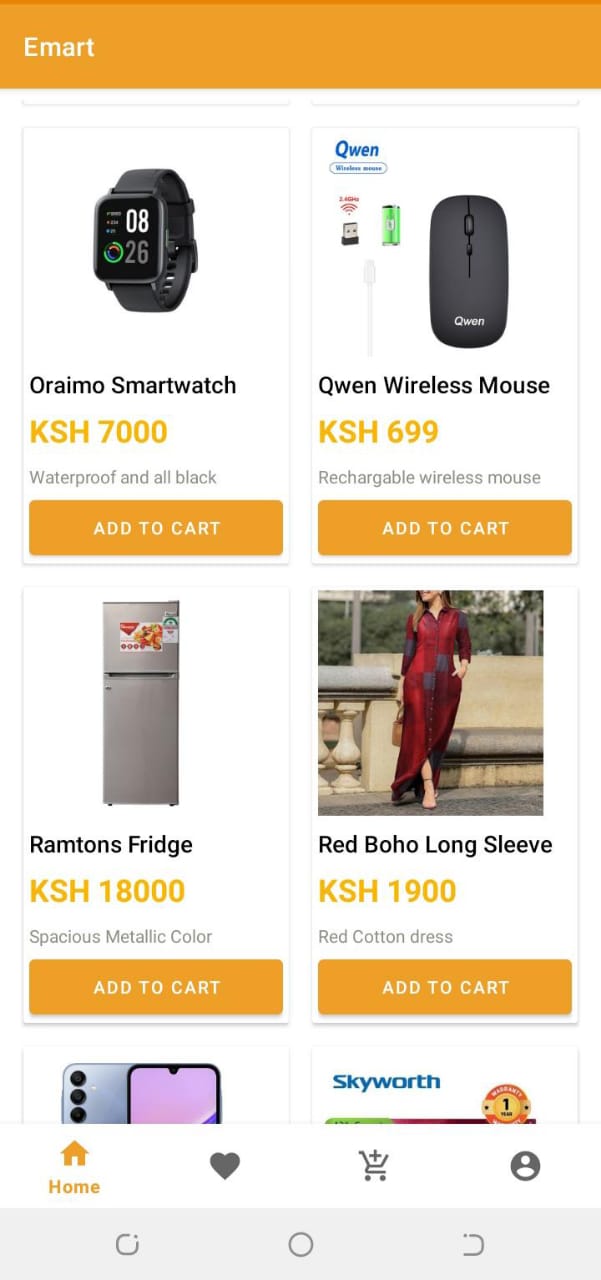 Emart
08
26
Qwen
Wireless mouse
2.4GHz
Qwen
Oraimo Smartwatch
KSH 7000
Waterproof and all black
ADD TO CART
Qwen Wireless Mouse
KSH 699
Rechargable wireless mouse
ADD TO CART
Ramtons Fridge
KSH 18000
Spacious Metallic Color
ADD TO CART
Red Boho Long Sleeve
KSH 1900
Red Cotton dress
ADD TO CART
Skyworth
WARRANTY
1
YEAR
Home